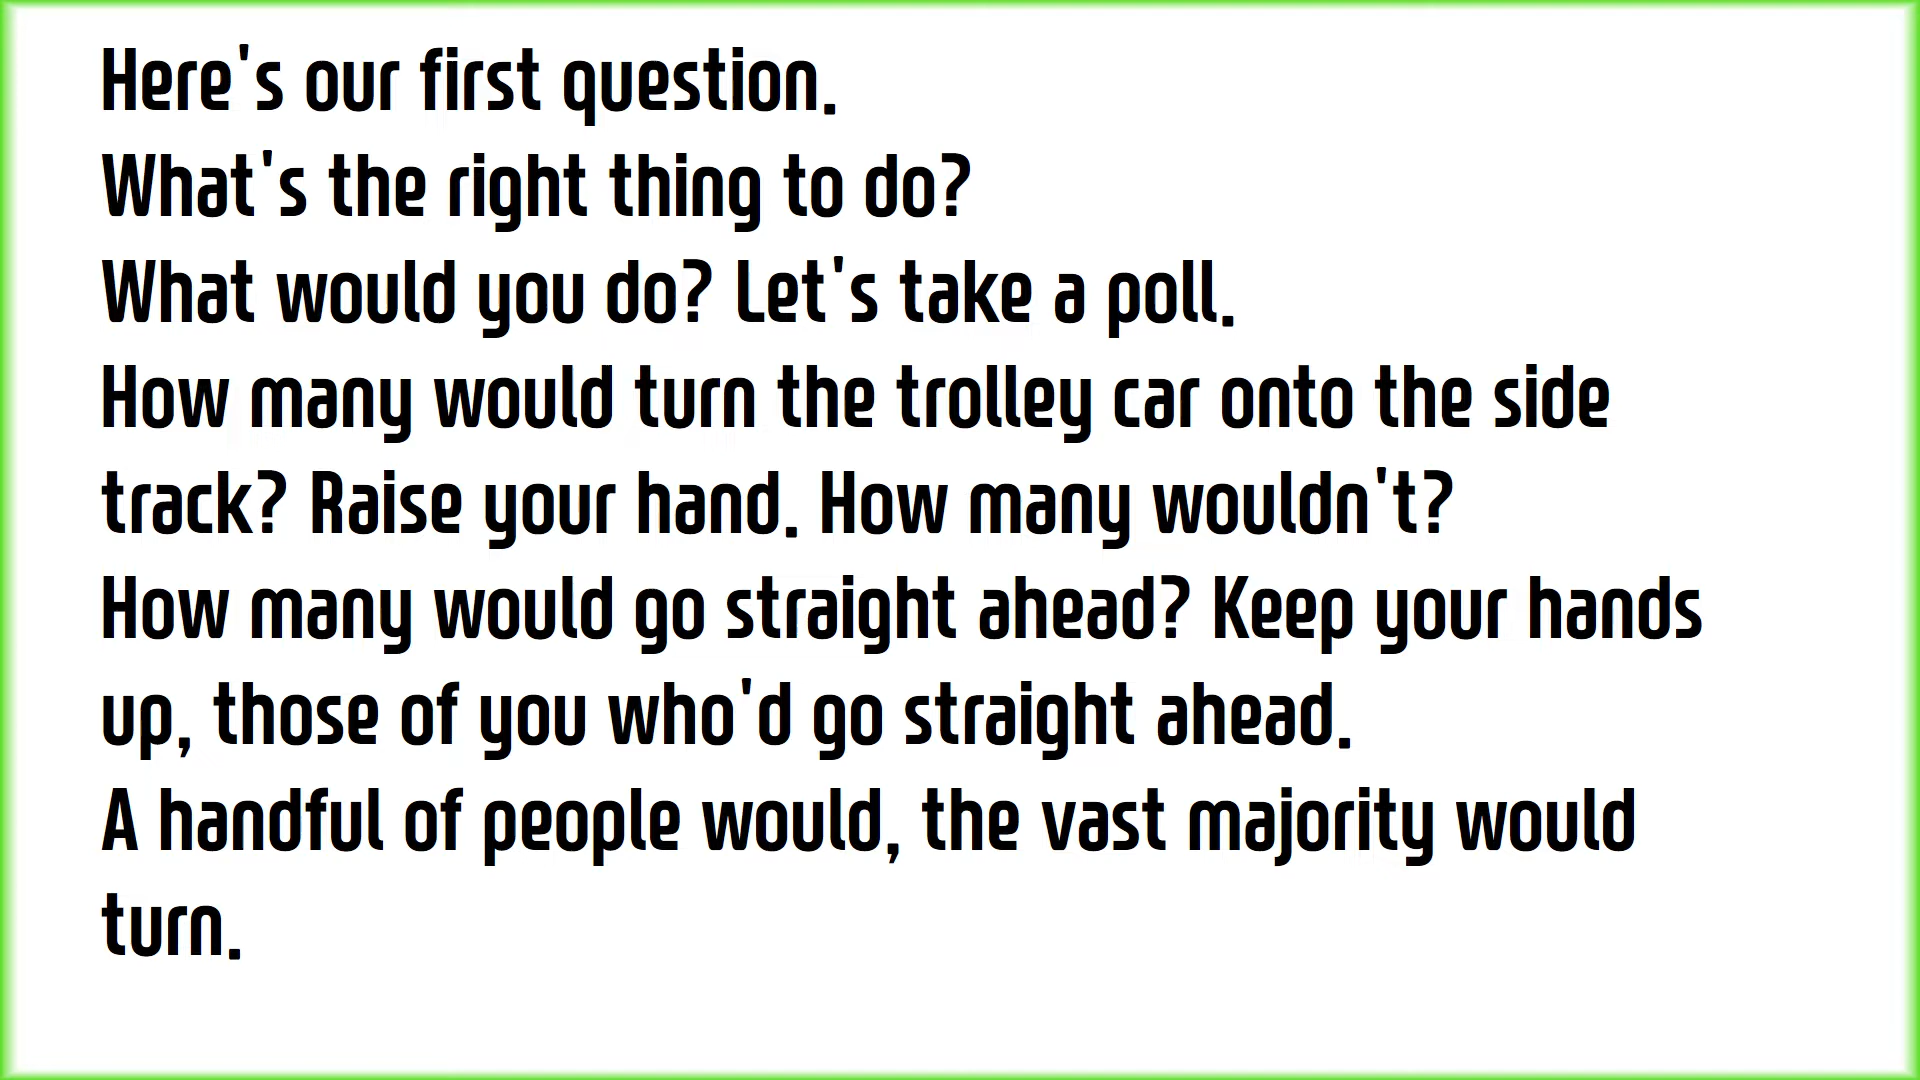 Here's our first question.
What's the right thing to do?
What would you do? Let's take a poll.
How many would turn the trolley car onto the side
track? Raise your hand. How many wouldn't?
How many would go straight ahead? Keep your hands
up, those of you who'd go straight ahead.
A handful of people would, the vast majority would
turn.